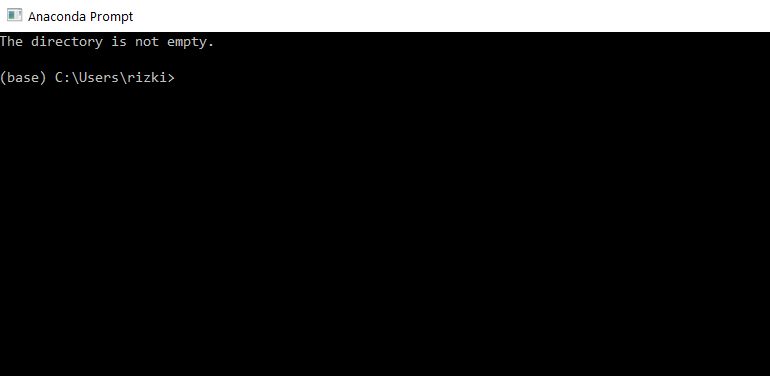 Anaconda Prompt
The directory is not empty.
(base) C:\Users\rizki>